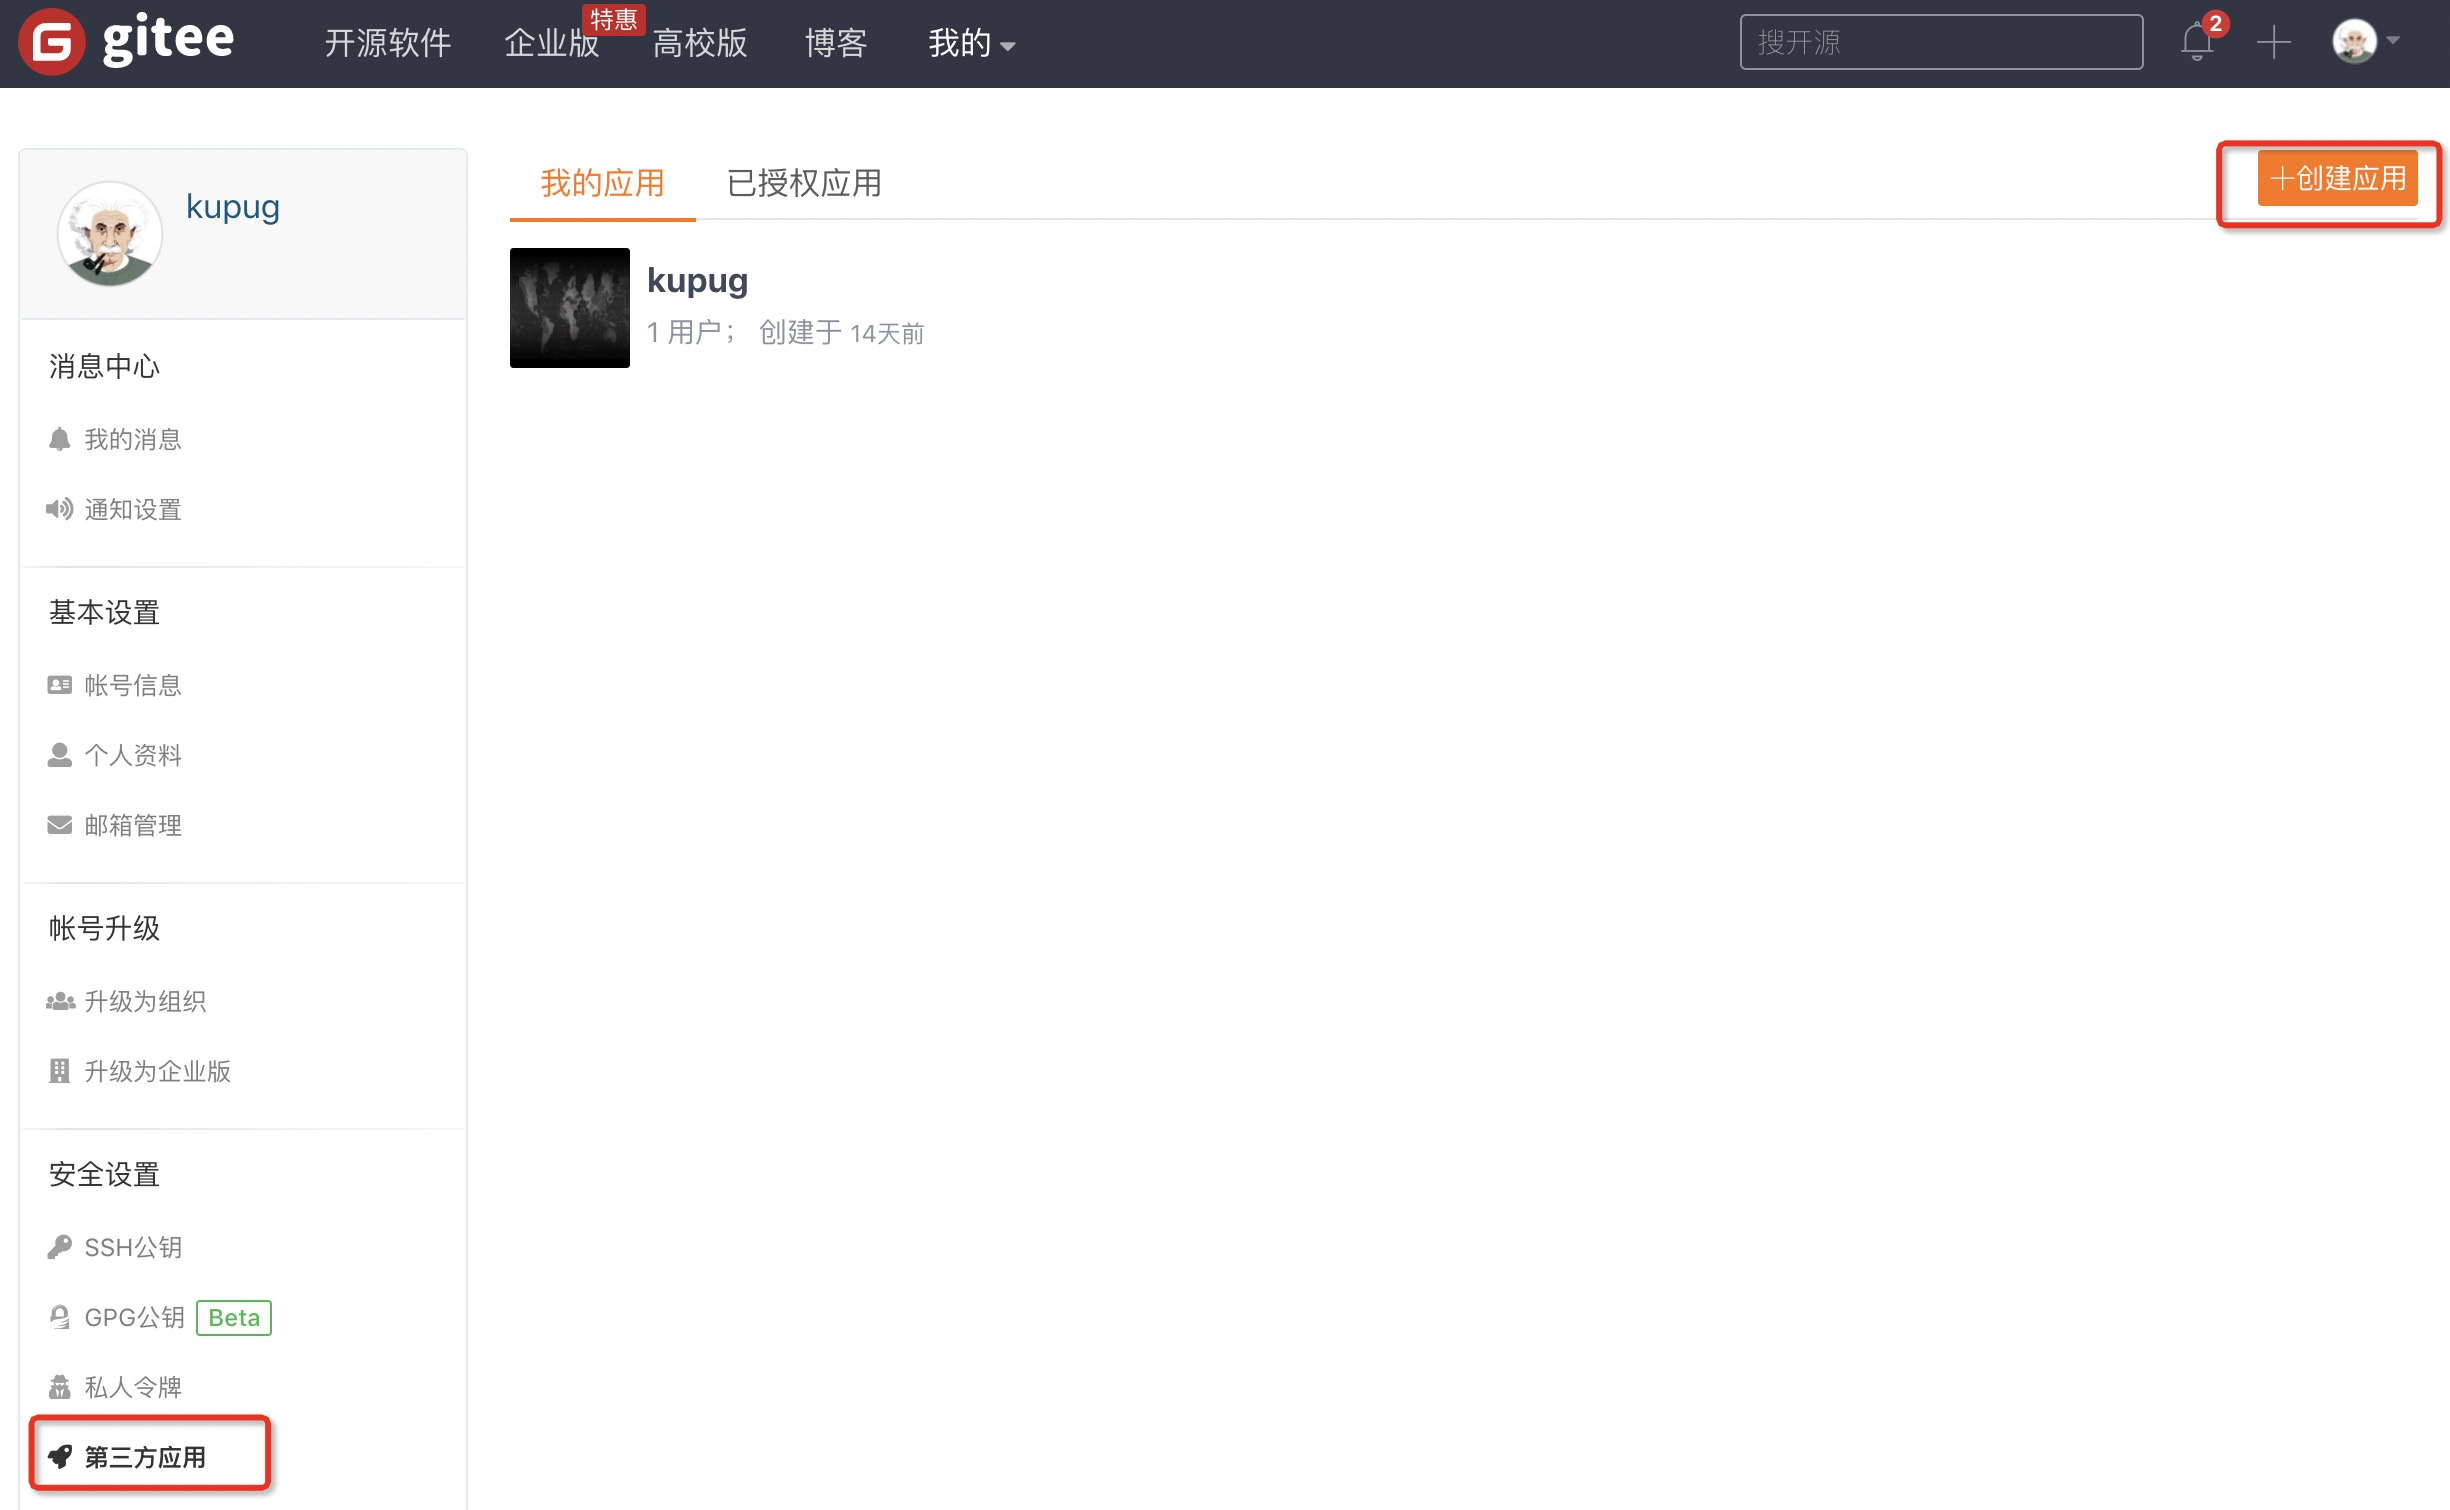 gitee
开源软件
企业版
特惠
高校版
博客
我的
搜开源
2
kupug
消息中心
我的消息
通知设置
基本设置
帐号信息
个人资料
邮箱管理
帐号升级
升级为组织
升级为企业版
安全设置
SSH公钥
GPG公钥 Beta
私人令牌
第三方应用
我的应用
已授权应用
+创建应用
kupug
1 用户； 创建于 14天前